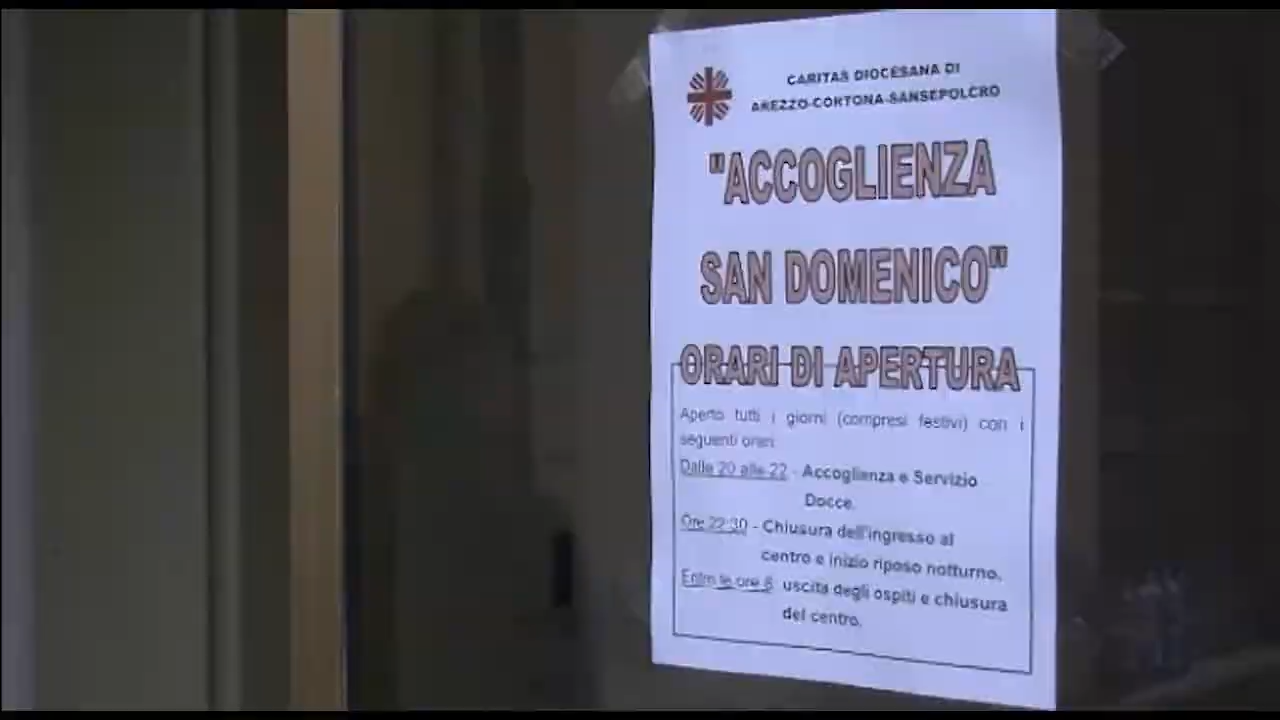 CARITAS DIOCESANA DI
AREZZO-CORTONA-SANSEPOLCRO
"ACCOGLIENZA
SAN DOMENICO"
ORARI DI APERTURA
Aperto tutti i giorni (compresi festivi) con i
seguenti orari:
Dalle 20 alle 22 - Accoglienza e Servizio
Docce.
Ore 22:30 - Chiusura dell'ingresso al
centro e inizio riposo notturno.
Entro le ore 8 uscita degli ospiti e chiusura
del centro.